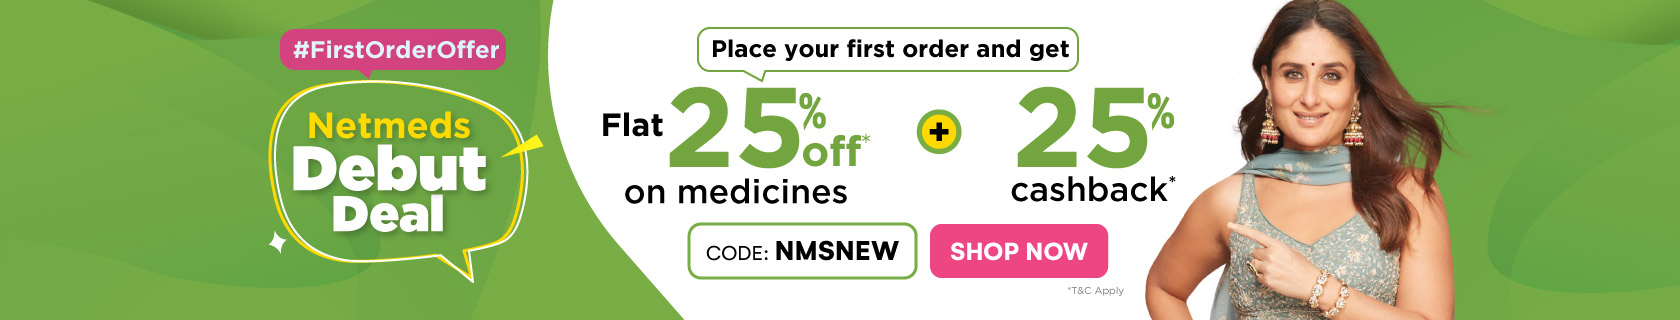 #FirstOrderOffer
Netmeds
Debut
Deal
Place your first order and get
Flat 25% off*
on medicines
+
25%
cashback*
CODE: NMSNEW
SHOP NOW
*T&C Apply